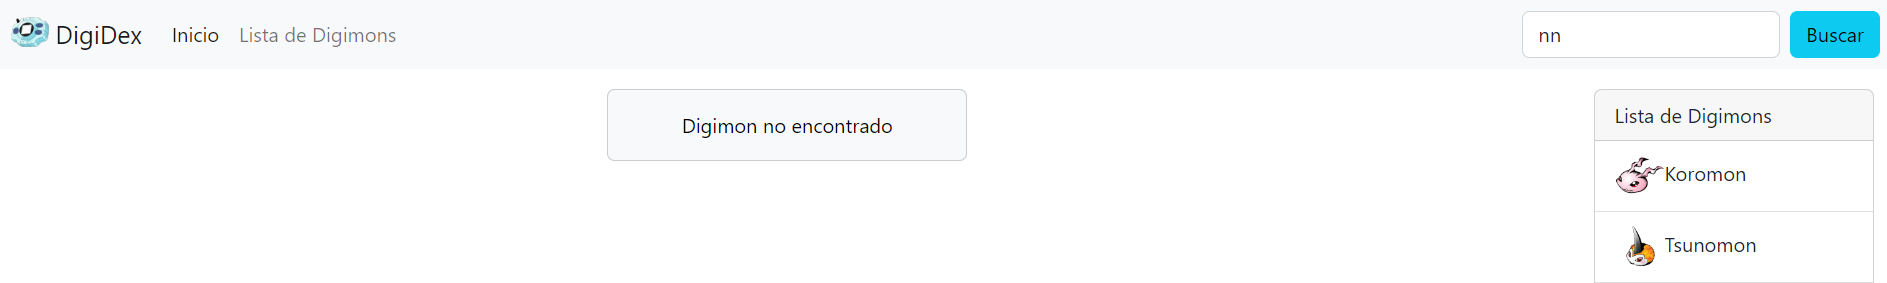 DigiDex Inicio Lista de Digimons nn Buscar
Digimon no encontrado
Lista de Digimons
Koromon
Tsunomon